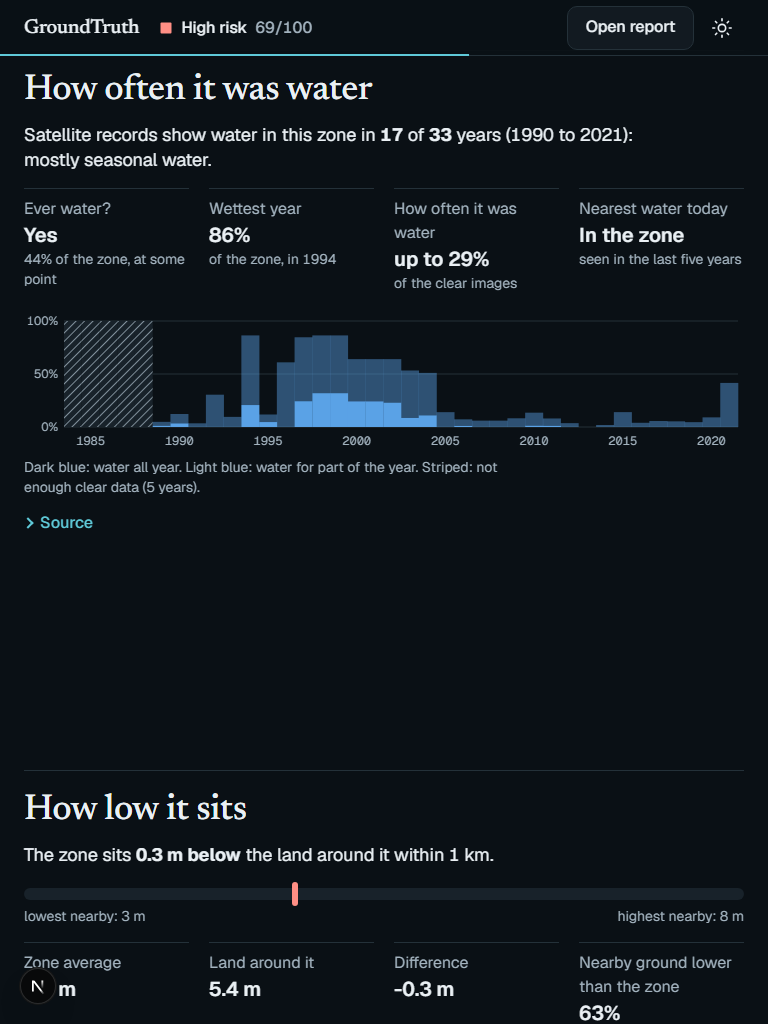 GroundTruth High risk 69/100 Open report
How often it was water
Satellite records show water in this zone in 17 of 33 years (1990 to 2021):
mostly seasonal water.
Ever water?
Yes
44% of the zone, at some
point
Wettest year
86%
of the zone, in 1994
How often it was
water
up to 29%
of the clear images
Nearest water today
In the zone
seen in the last five years
100%
50%
0%
1985 1990 1995 2000 2005 2010 2015 2020
Dark blue: water all year. Light blue: water for part of the year. Striped: not
enough clear data (5 years).
Source
How low it sits
The zone sits 0.3 m below the land around it within 1 km.
lowest nearby: 3 m highest nearby: 8 m
Zone average
m
Land around it
5.4 m
Difference
-0.3 m
Nearby ground lower
than the zone
63%
N